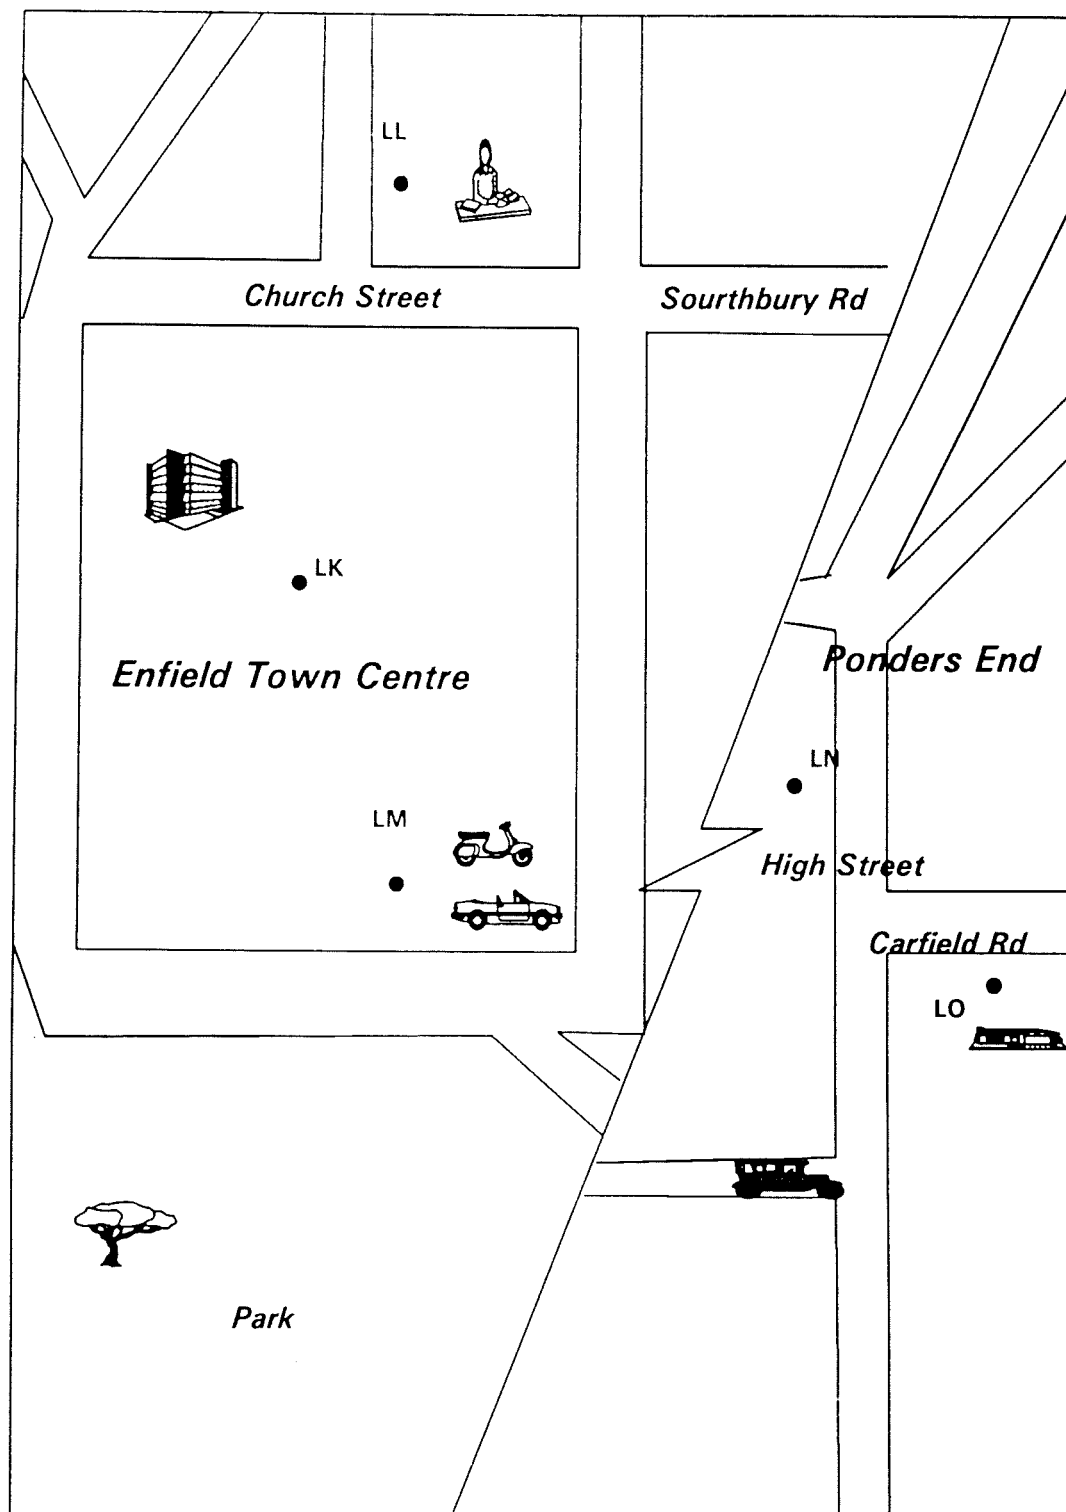 LL
Church Street
Sourthbury Rd
LK
Enfield Town Centre
Ponders End
LN
LM
High Street
Carfield Rd
LO
Park